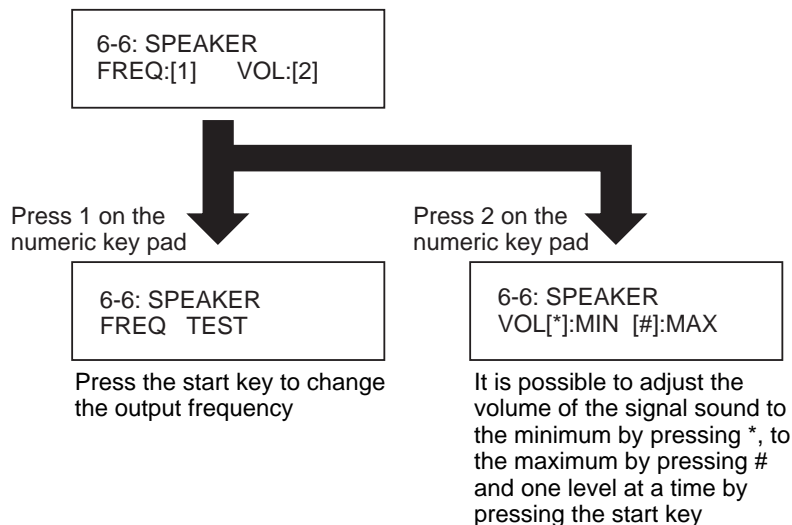 6-6: SPEAKER
FREQ:[1] VOL:[2]
Press 1 on the
numeric key pad
6-6: SPEAKER
FREQ TEST
Press the start key to change
the output frequency
Press 2 on the
numeric key pad
6-6: SPEAKER
VOL[*]:MIN [#]:MAX
It is possible to adjust the
volume of the signal sound to
the minimum by pressing *, to
the maximum by pressing #
and one level at a time by
pressing the start key